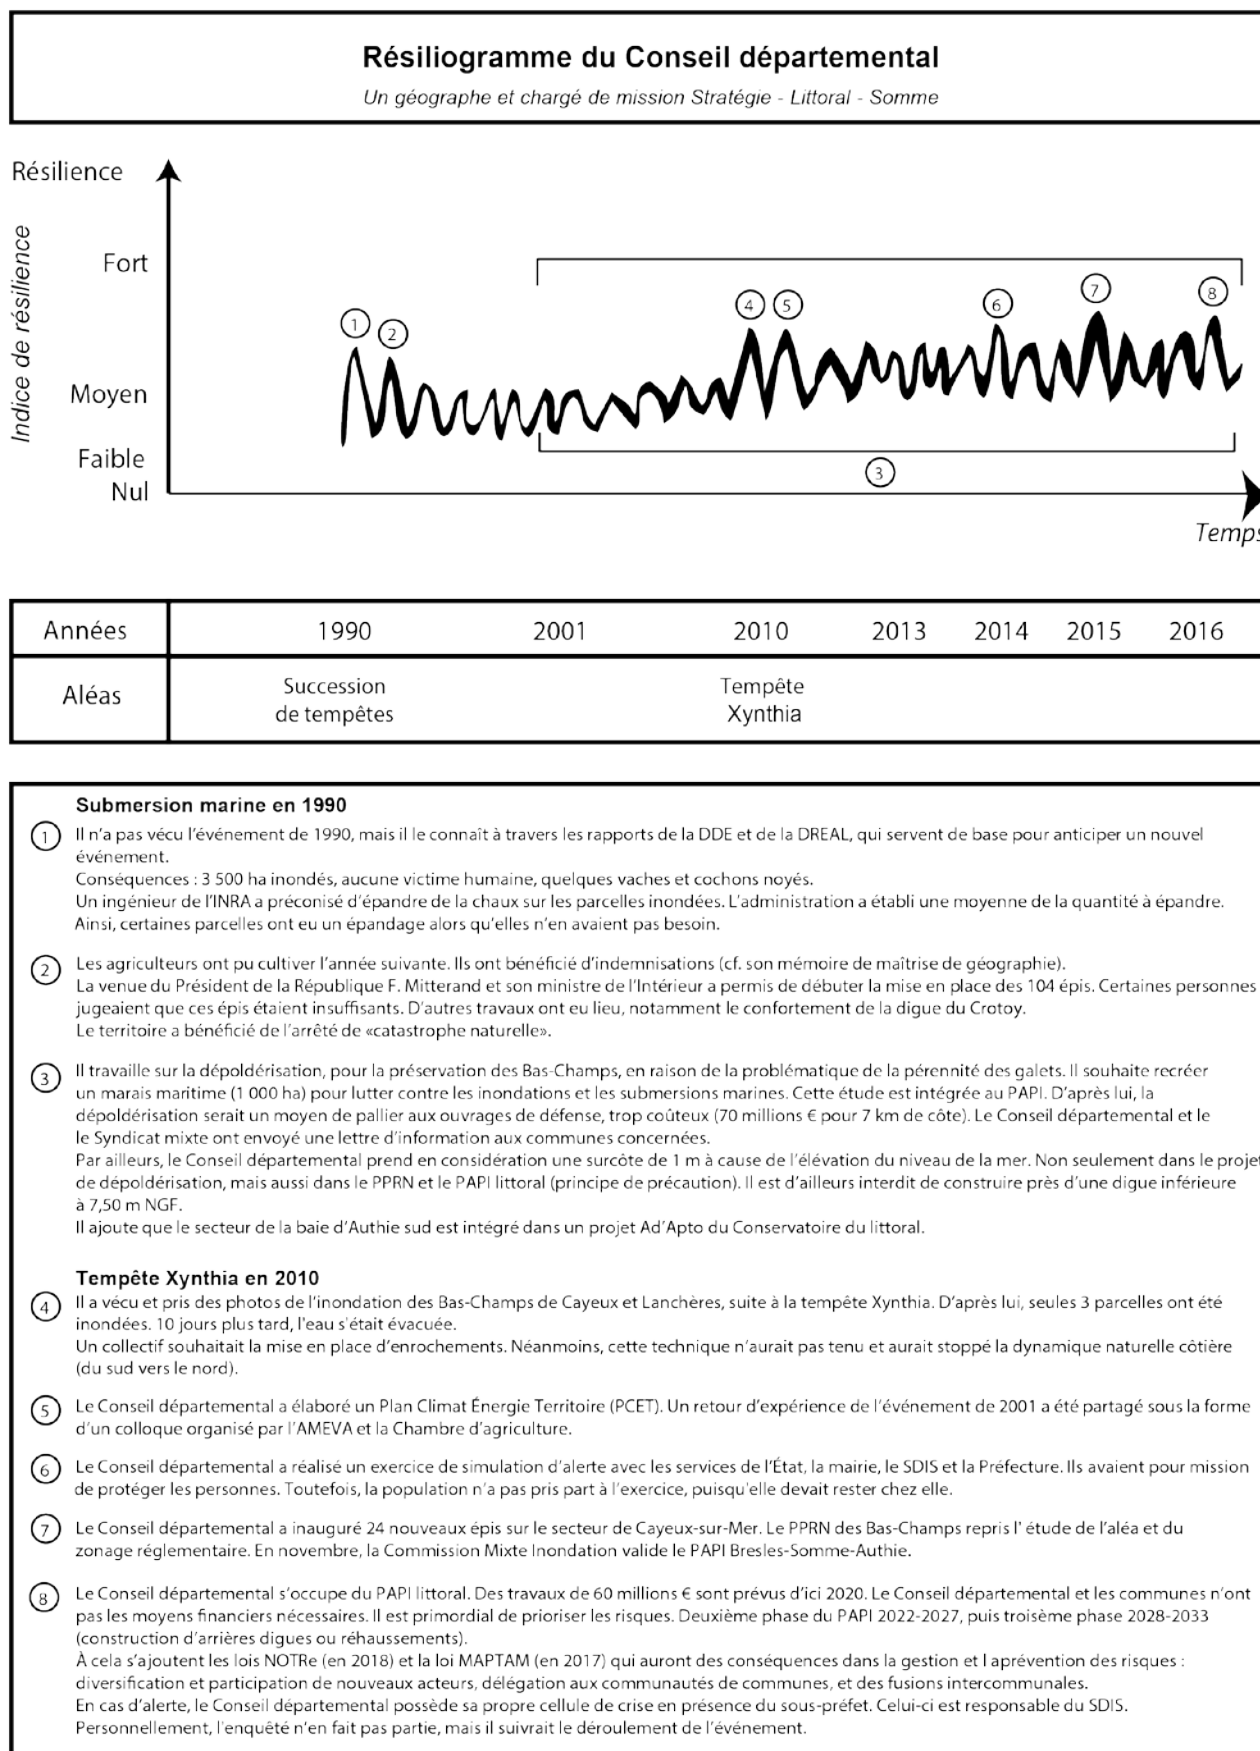 Résiliogramme du Conseil départemental
Un géographe et chargé de mission Stratégie - Littoral - Somme
Résilience
Indice de résilience
Fort
Moyen
Faible
Nul
1
2
4
5
6
7
8
3
Temps
Années
1990
2001
2010
2013
2014
2015
2016
Aléas
Succession
de tempêtes
Tempête
Xynthia
Submersion marine en 1990
1 Il n'a pas vécu l'événement de 1990, mais il le connaît à travers les rapports de la DDE et de la DREAL, qui servent de base pour anticiper un nouvel
événement.
Conséquences : 3 500 ha inondés, aucune victime humaine, quelques vaches et cochons noyés.
Un ingénieur de l'INRA a préconisé d'épandre de la chaux sur les parcelles inondées. L'administration a établi une moyenne de la quantité à épandre.
Ainsi, certaines parcelles ont eu un épandage alors qu'elles n'en avaient pas besoin.
2 Les agriculteurs ont pu cultiver l'année suivante. Ils ont bénéficié d'indemnisations (cf. son mémoire de maîtrise de géographie).
La venue du Président de la République F. Mitterand et son ministre de l'Intérieur a permis de débuter la mise en place des 104 épis. Certaines personnes
jugeaient que ces épis étaient insuffisants. D'autres travaux ont eu lieu, notamment le confortement de la digue du Crotoy.
Le territoire a bénéficié de l'arrêté de «catastrophe naturelle».
3 Il travaille sur la dépoldérisation, pour la préservation des Bas-Champs, en raison de la problématique de la pérennité des galets. Il souhaite recréer
un marais maritime (1 000 ha) pour lutter contre les inondations et les submersions marines. Cette étude est intégrée au PAPI. D'après lui, la
dépoldérisation serait un moyen de pallier aux ouvrages de défense, trop coûteux (70 millions € pour 7 km de côte). Le Conseil départemental et le
le Syndicat mixte ont envoyé une lettre d'information aux communes concernées.
Par ailleurs, le Conseil départemental prend en considération une surcôte de 1 m à cause de l'élévation du niveau de la mer. Non seulement dans le projet
de dépoldérisation, mais aussi dans le PPRN et le PAPI littoral (principe de précaution). Il est d'ailleurs interdit de construire près d'une digue inférieure
à 7,50 m NGF.
Il ajoute que le secteur de la baie d'Authie sud est intégré dans un projet Ad'Apto du Conservatoire du littoral.
Tempête Xynthia en 2010
4 Il a vécu et pris des photos de l'inondation des Bas-Champs de Cayeux et Lanchères, suite à la tempête Xynthia. D'après lui, seules 3 parcelles ont été
inondées. 10 jours plus tard, l'eau s'était évacuée.
Un collectif souhaitait la mise en place d'enrochements. Néanmoins, cette technique n'aurait pas tenu et aurait stoppé la dynamique naturelle côtière
(du sud vers le nord).
5 Le Conseil départemental a élaboré un Plan Climat Énergie Territoire (PCET). Un retour d'expérience de l'événement de 2001 a été partagé sous la forme
d'un colloque organisé par l'AMEVA et la Chambre d'agriculture.
6 Le Conseil départemental a réalisé un exercice de simulation d'alerte avec les services de l'État, la mairie, le SDIS et la Préfecture. Ils avaient pour mission
de protéger les personnes. Toutefois, la population n'a pas pris part à l'exercice, puisqu'elle devait rester chez elle.
7 Le Conseil départemental a inauguré 24 nouveaux épis sur le secteur de Cayeux-sur-Mer. Le PPRN des Bas-Champs repris l' étude de l'aléa et du
zonage réglementaire. En novembre, la Commission Mixte Inondation valide le PAPI Bresles-Somme-Authie.
8 Le Conseil départemental s'occupe du PAPI littoral. Des travaux de 60 millions € sont prévus d'ici 2020. Le Conseil départemental et les communes n'ont
pas les moyens financiers nécessaires. Il est primordial de prioriser les risques. Deuxième phase du PAPI 2022-2027, puis troisième phase 2028-2033
(construction d'arrières digues ou réhaussements).
À cela s'ajoutent les lois NOTRe (en 2018) et la loi MAPTAM (en 2017) qui auront des conséquences dans la gestion et l aprévention des risques :
diversification et participation de nouveaux acteurs, délégation aux communautés de communes, et des fusions intercommunales.
En cas d'alerte, le Conseil départemental possède sa propre cellule de crise en présence du sous-préfet. Celui-ci est responsable du SDIS.
Personnellement, l'enquêté n'en fait pas partie, mais il suivrait le déroulement de l'événement.